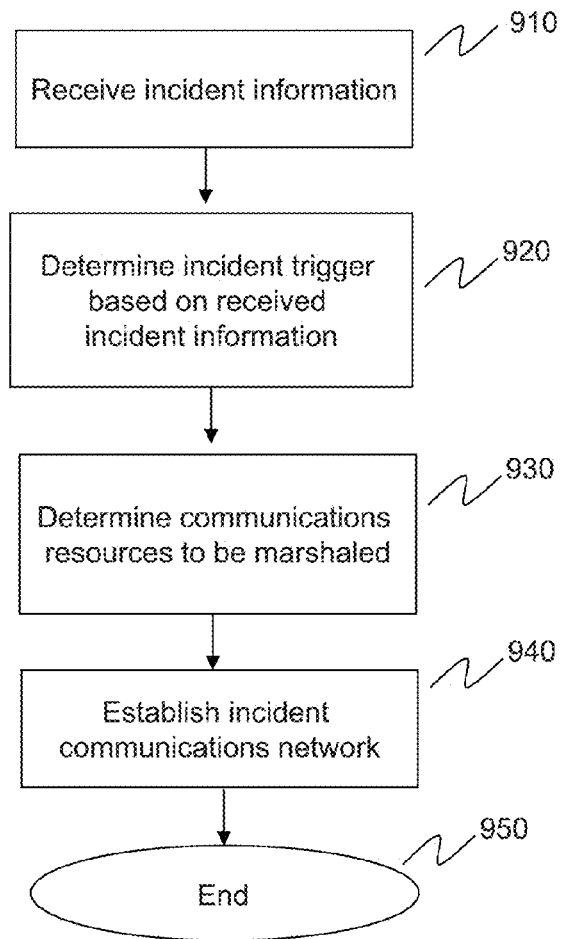 910
Receive incident information
920
Determine incident trigger
based on received
incident information
930
Determine communications
resources to be marshaled
940
Establish incident
communications network
950
End